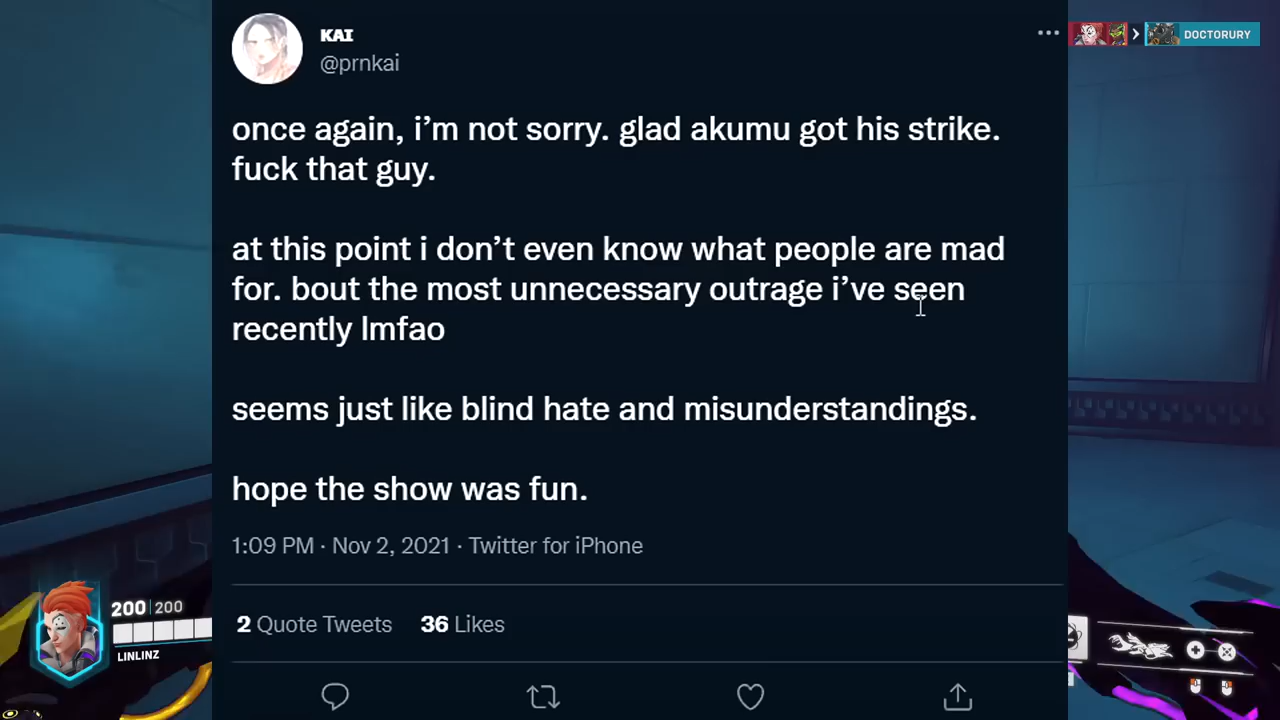 KAI
@prnkai
DOCTORURY
once again, i'm not sorry. glad akumu got his strike.
fuck that guy.
at this point i don't even know what people are mad
for. bout the most unnecessary outrage i've seen
recently lmfao
seems just like blind hate and misunderstandings.
hope the show was fun.
1:09 PM · Nov 2, 2021 · Twitter for iPhone
200|200
LINLINZ
2 Quote Tweets 36 Likes